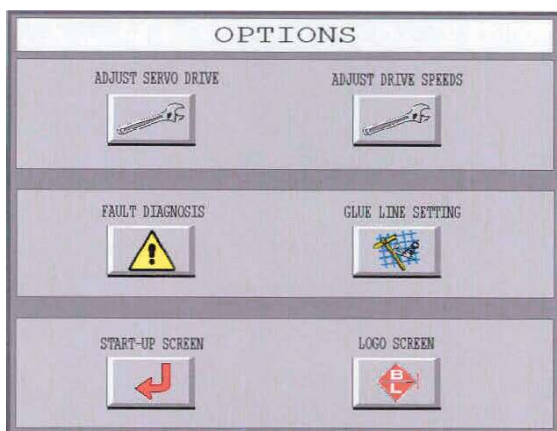 OPTIONS
ADJUST SERVO DRIVE ADJUST DRIVE SPEEDS
FAULT DIAGNOSIS GLUE LINE SETTING
START-UP SCREEN LOGO SCREEN
B
L